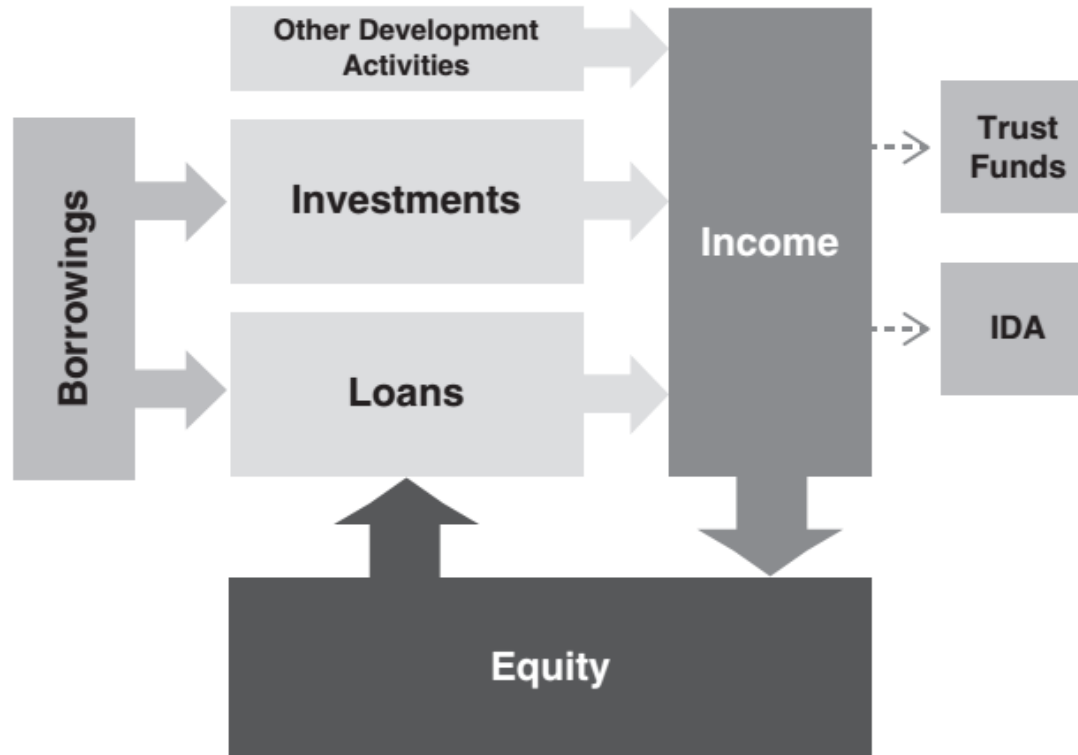 Other Development
Activities
Borrowings
Investments
Loans
Income
Trust
Funds
IDA
Equity